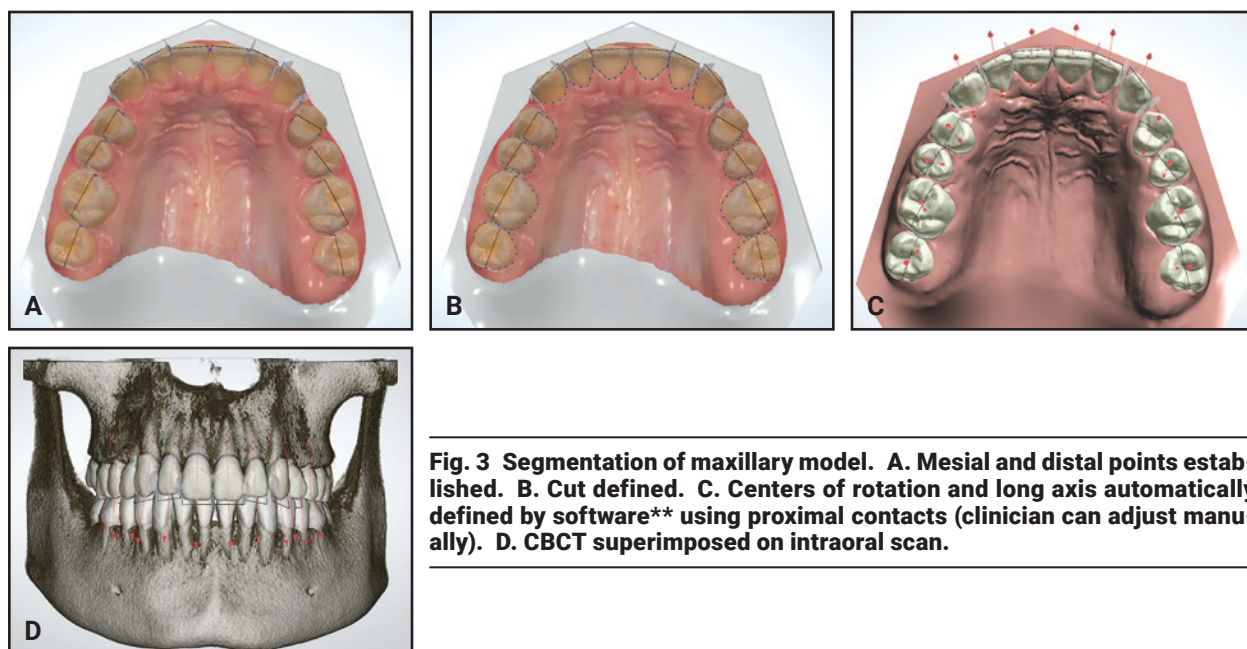 A
B
C
D
Fig. 3 Segmentation of maxillary model. A. Mesial and distal points estab-
lished. B. Cut defined. C. Centers of rotation and long axis automatically
defined by software** using proximal contacts (clinician can adjust manu-
ally). D. CBCT superimposed on intraoral scan.